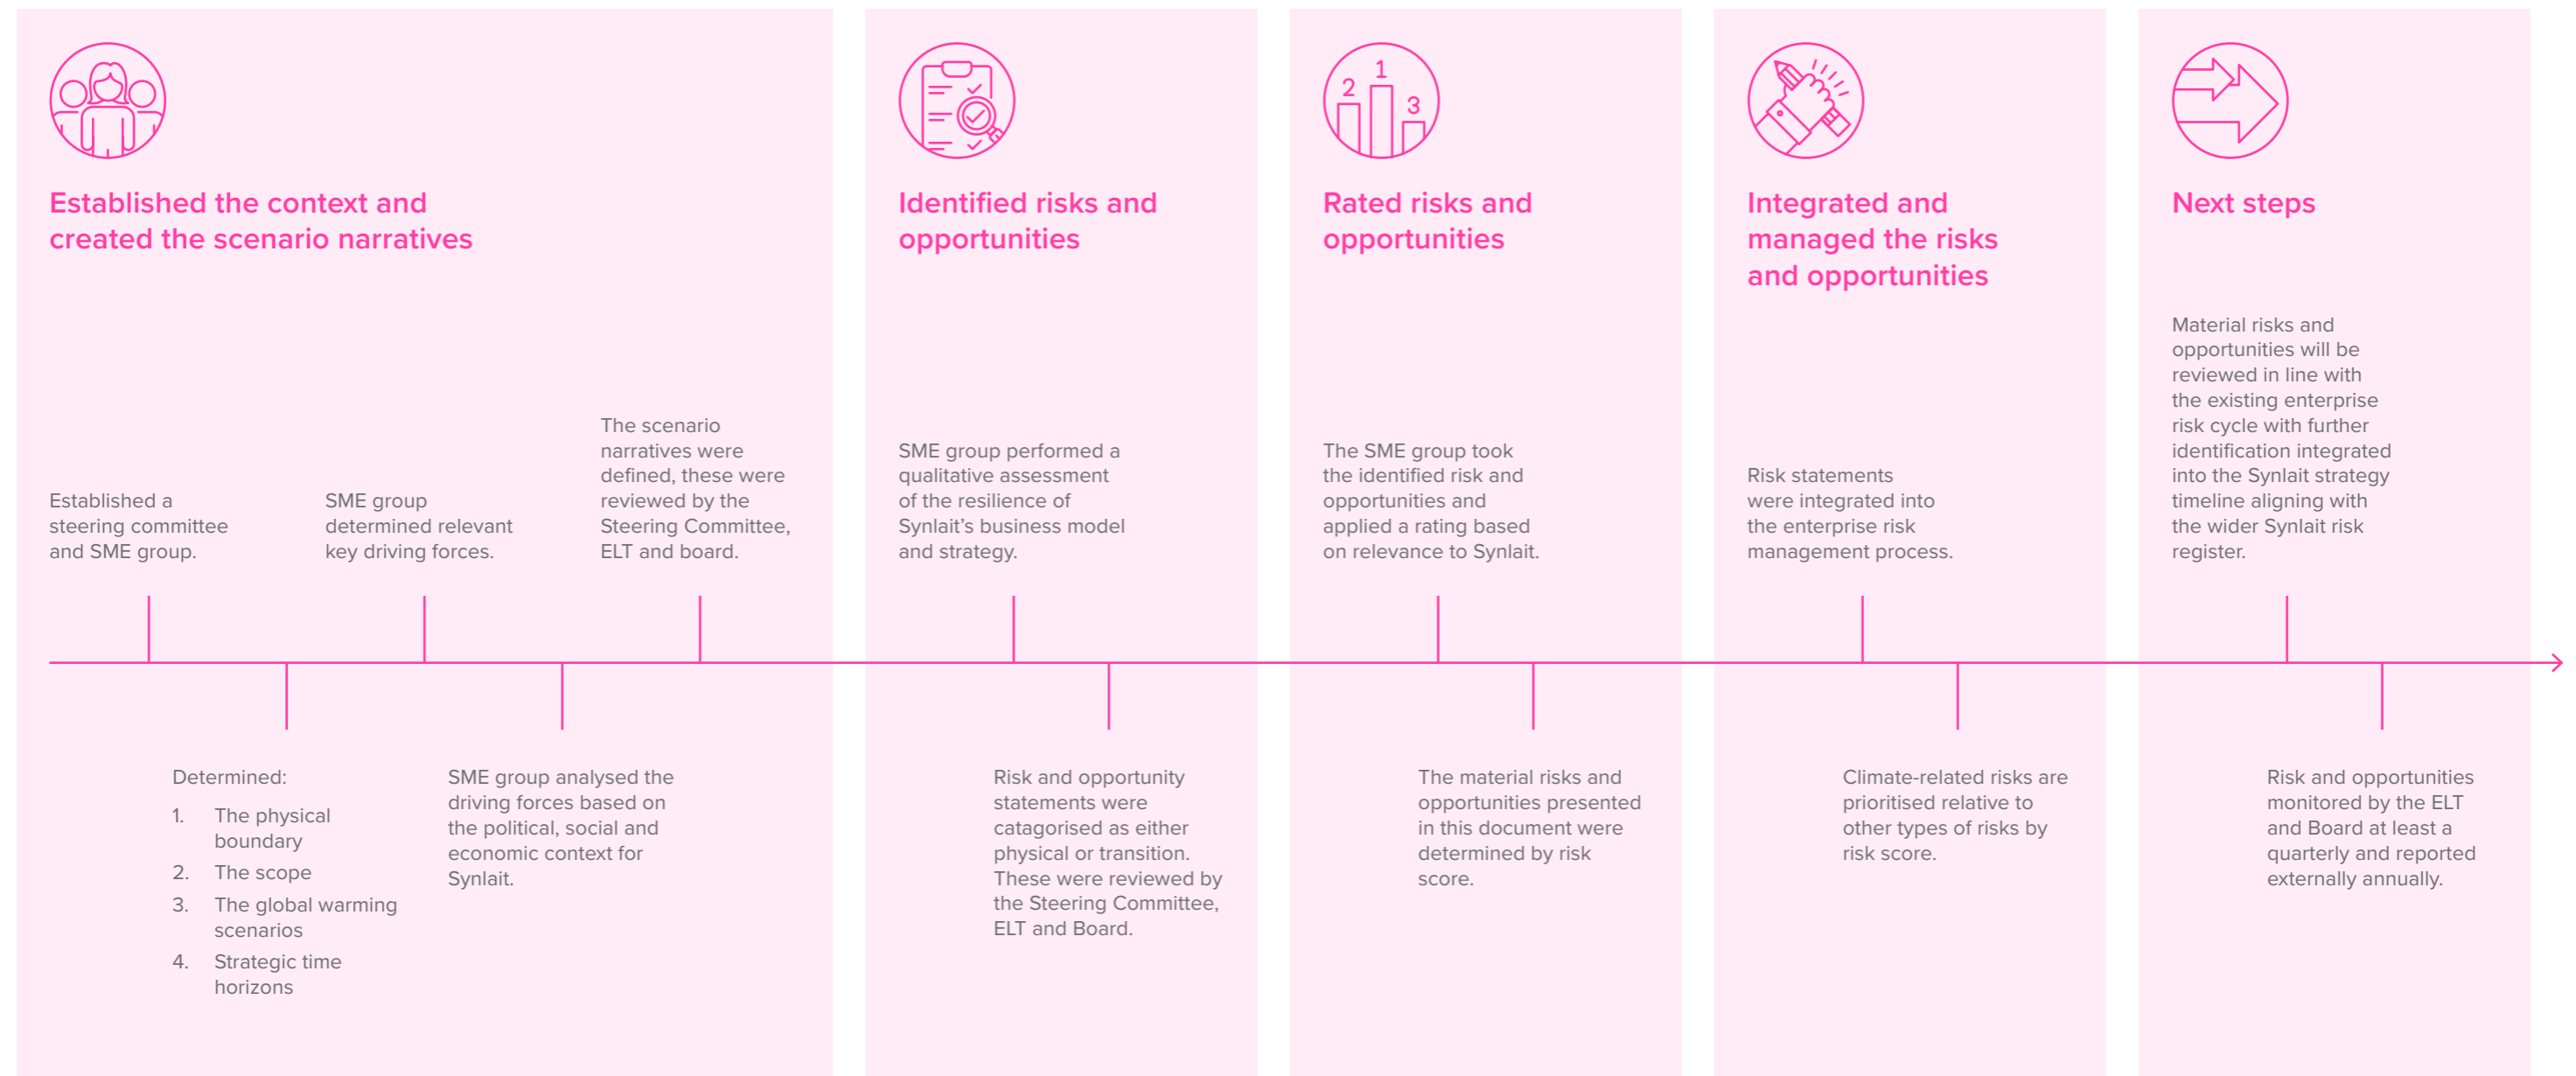 Established the context and
created the scenario narratives
Established a
steering committee
and SME group.
Determined:
1. The physical
boundary
2. The scope
3. The global warming
scenarios
4. Strategic time
horizons
SME group
determined relevant
key driving forces.
SME group analysed the
driving forces based on
the political, social and
economic context for
Synlait.
The scenario
narratives were
defined, these were
reviewed by the
Steering Committee,
ELT and board.
Identified risks and
opportunities
SME group performed a
qualitative assessment
of the resilience of
Synlait's business model
and strategy.
Risk and opportunity
statements were
catagorised as either
physical or transition.
These were reviewed by
the Steering Committee,
ELT and Board.
2 1 3
Rated risks and
opportunities
The SME group took
the identified risk and
opportunities and
applied a rating based
on relevance to Synlait.
The material risks and
opportunities presented
in this document were
determined by risk
score.
Integrated and
managed the risks
and opportunities
Risk statements
were integrated into
the enterprise risk
management process.
Climate-related risks are
prioritised relative to
other types of risks by
risk score.
Next steps
Material risks and
opportunities will be
reviewed in line with
the existing enterprise
risk cycle with further
identification integrated
into the Synlait strategy
timeline aligning with
the wider Synlait risk
register.
Risk and opportunities
monitored by the ELT
and Board at least a
quarterly and reported
externally annually.